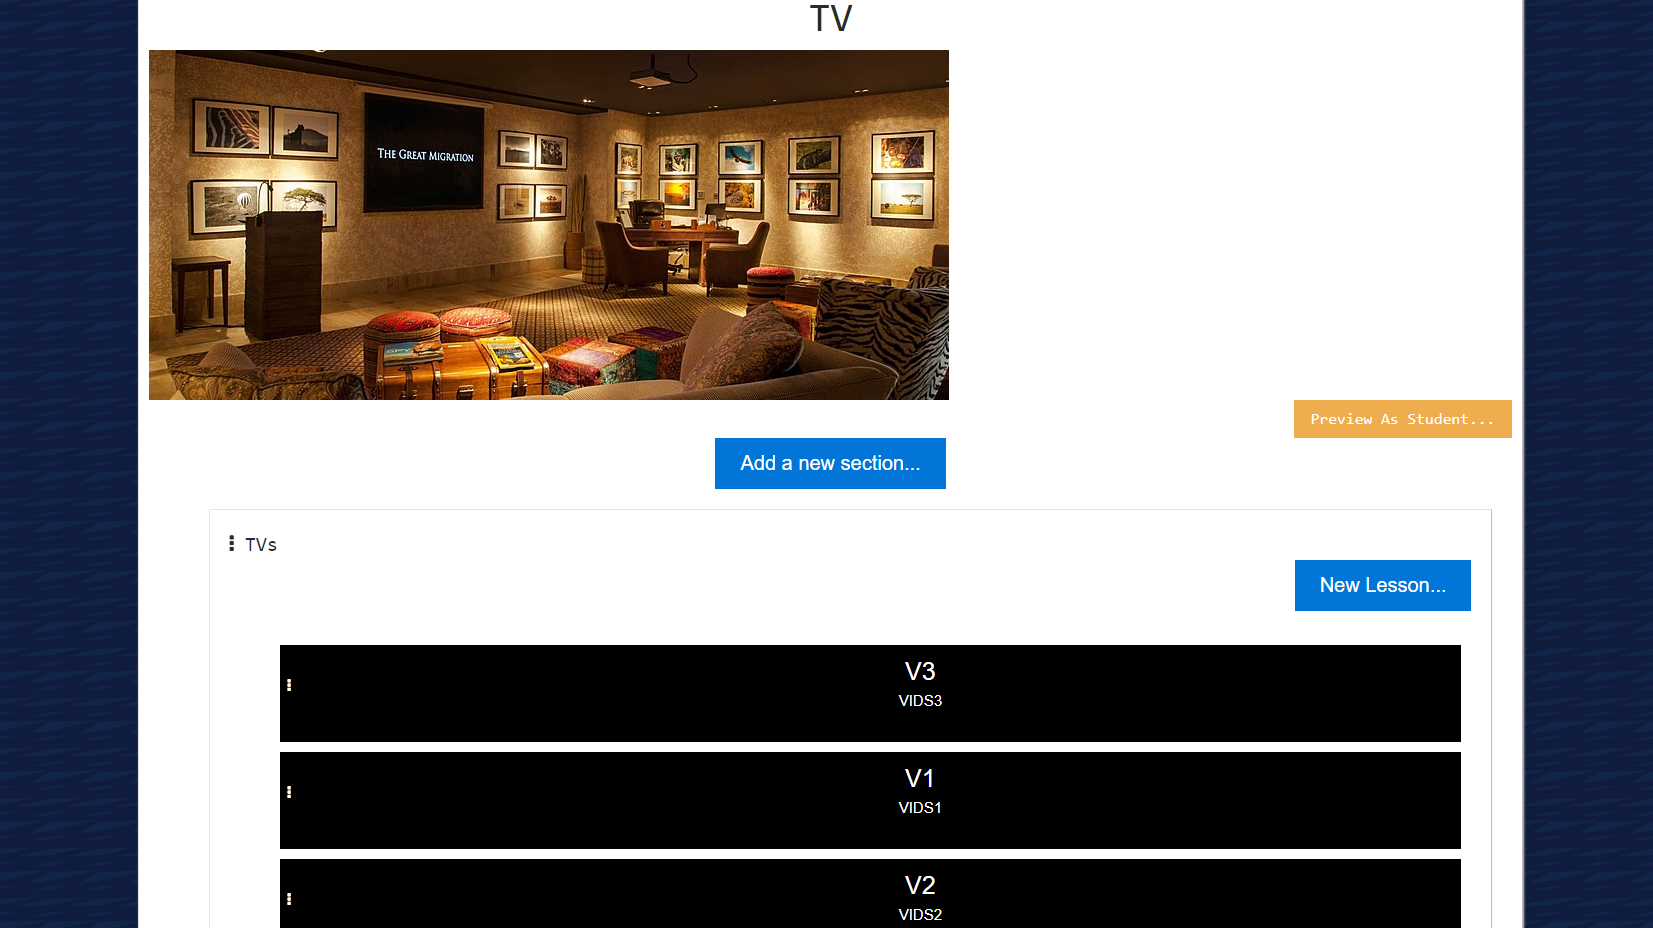 TV
THE GREAT MIGRATION
Preview As Student...
Add a new section...
TVs
New Lesson...
V3
VIDS3
V1
VIDS1
V2
VIDS2